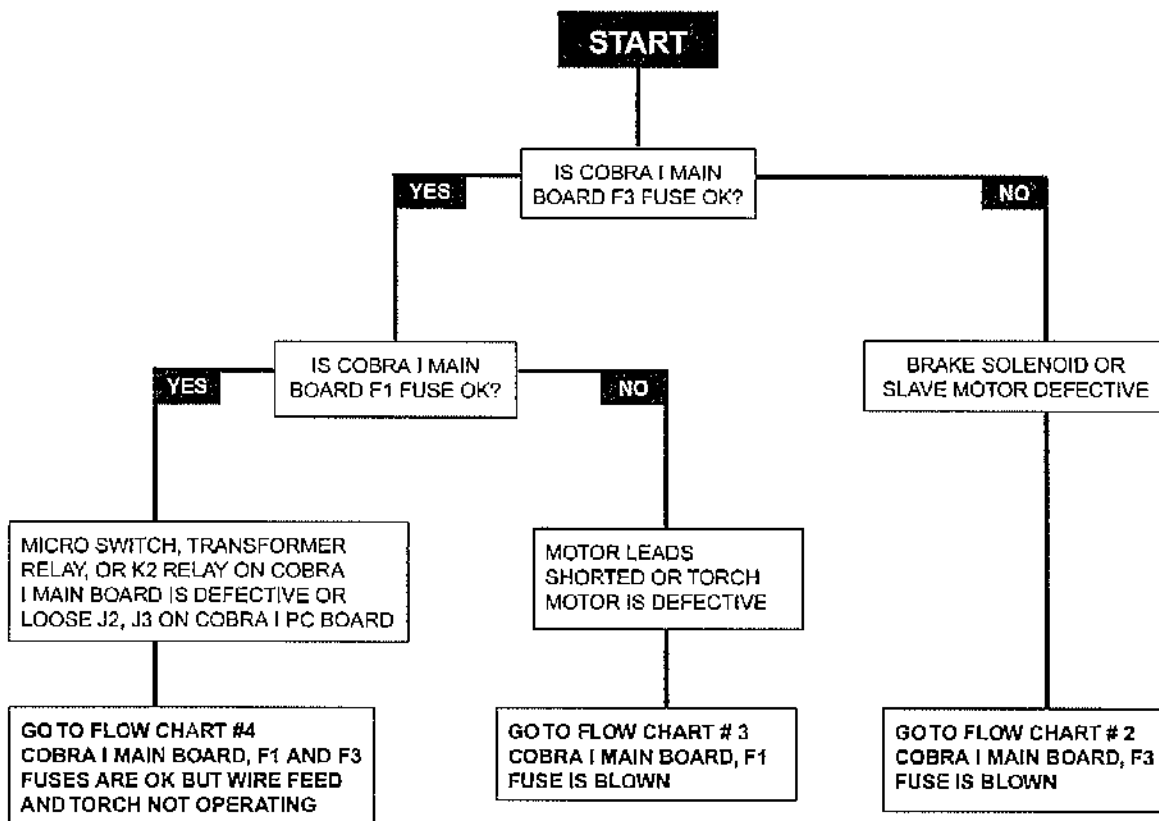 START
IS COBRA I MAIN
BOARD F3 FUSE OK?
YES
NO
IS COBRA I MAIN
BOARD F1 FUSE OK?
YES
NO
BRAKE SOLENOID OR
SLAVE MOTOR DEFECTIVE
MICRO SWITCH, TRANSFORMER
RELAY, OR K2 RELAY ON COBRA
I MAIN BOARD IS DEFECTIVE OR
LOOSE J2, J3 ON COBRA I PC BOARD
MOTOR LEADS
SHORTED OR TORCH
MOTOR IS DEFECTIVE
GO TO FLOW CHART #4
COBRA I MAIN BOARD, F1 AND F3
FUSES ARE OK BUT WIRE FEED
AND TORCH NOT OPERATING
GO TO FLOW CHART # 3
COBRA I MAIN BOARD, F1
FUSE IS BLOWN
GO TO FLOW CHART # 2
COBRA I MAIN BOARD, F3
FUSE IS BLOWN